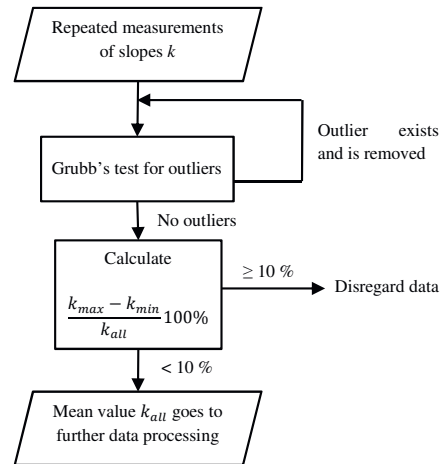 Repeated measurements
of slopes k
Outlier exists
and is removed
Grubb's test for outliers
No outliers
Calculate
≥ 10 %
Disregard data
k_max − k_min
k_all
100%
< 10 %
Mean value k_all goes to
further data processing